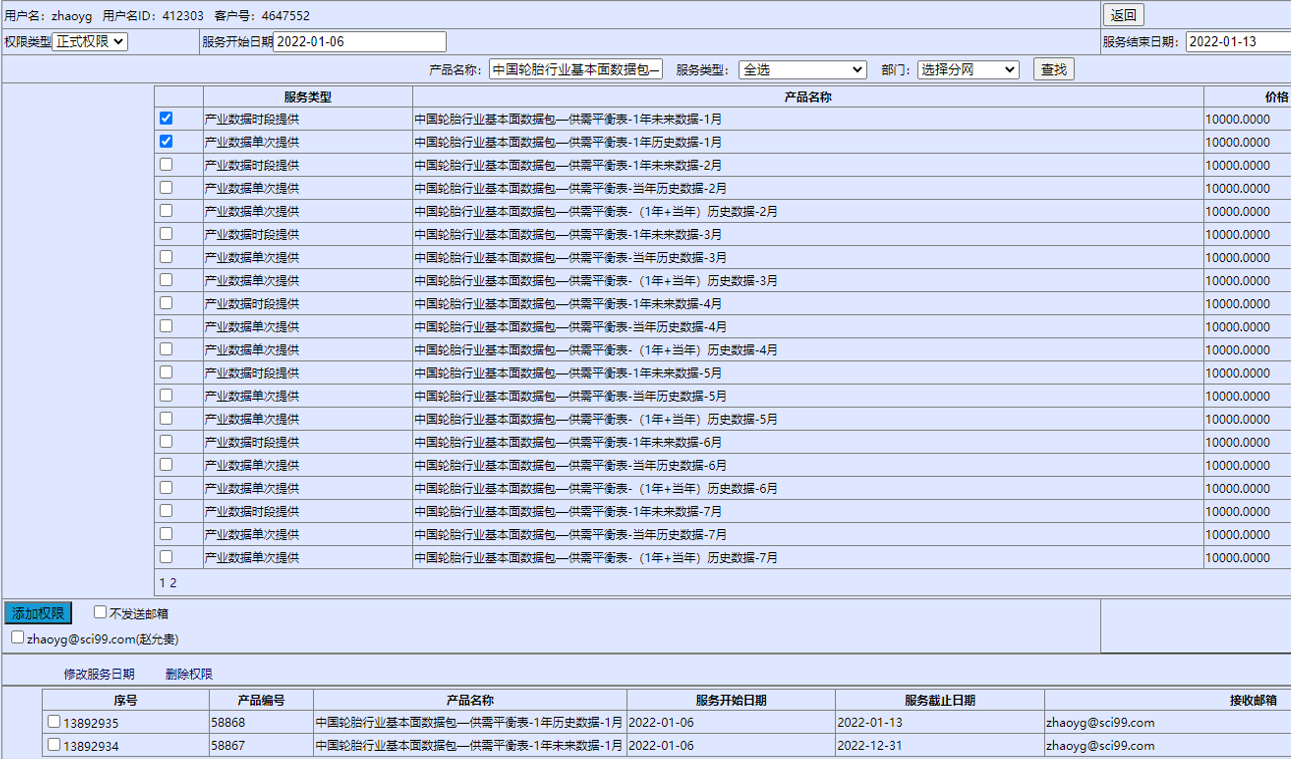 用户名：zhaoyg 用户名ID：412303 客户号：4647552 返回
权限类型 正式权限 服务开始日期 2022-01-06 服务结束日期：2022-01-13
产品名称：中国轮胎行业基本面数据包— 服务类型：全选 部门：选择分网 查找
服务类型 产品名称 价格
产业数据时段提供 中国轮胎行业基本面数据包—供需平衡表-1年未来数据-1月 10000.0000
产业数据单次提供 中国轮胎行业基本面数据包—供需平衡表-1年历史数据-1月 10000.0000
产业数据时段提供 中国轮胎行业基本面数据包—供需平衡表-1年未来数据-2月 10000.0000
产业数据单次提供 中国轮胎行业基本面数据包—供需平衡表-当年历史数据-2月 10000.0000
产业数据单次提供 中国轮胎行业基本面数据包—供需平衡表-（1年+当年）历史数据-2月 10000.0000
产业数据时段提供 中国轮胎行业基本面数据包—供需平衡表-1年未来数据-3月 10000.0000
产业数据单次提供 中国轮胎行业基本面数据包—供需平衡表-当年历史数据-3月 10000.0000
产业数据单次提供 中国轮胎行业基本面数据包—供需平衡表-（1年+当年）历史数据-3月 10000.0000
产业数据时段提供 中国轮胎行业基本面数据包—供需平衡表-1年未来数据-4月 10000.0000
产业数据单次提供 中国轮胎行业基本面数据包—供需平衡表-当年历史数据-4月 10000.0000
产业数据单次提供 中国轮胎行业基本面数据包—供需平衡表-（1年+当年）历史数据-4月 10000.0000
产业数据时段提供 中国轮胎行业基本面数据包—供需平衡表-1年未来数据-5月 10000.0000
产业数据单次提供 中国轮胎行业基本面数据包—供需平衡表-当年历史数据-5月 10000.0000
产业数据单次提供 中国轮胎行业基本面数据包—供需平衡表-（1年+当年）历史数据-5月 10000.0000
产业数据时段提供 中国轮胎行业基本面数据包—供需平衡表-1年未来数据-6月 10000.0000
产业数据单次提供 中国轮胎行业基本面数据包—供需平衡表-当年历史数据-6月 10000.0000
产业数据单次提供 中国轮胎行业基本面数据包—供需平衡表-（1年+当年）历史数据-6月 10000.0000
产业数据时段提供 中国轮胎行业基本面数据包—供需平衡表-1年未来数据-7月 10000.0000
产业数据单次提供 中国轮胎行业基本面数据包—供需平衡表-当年历史数据-7月 10000.0000
产业数据单次提供 中国轮胎行业基本面数据包—供需平衡表-（1年+当年）历史数据-7月 10000.0000
1 2
添加权限 不发送邮箱
zhaoyg@sci99.com(赵允)
修改服务日期 删除权限
序号 产品编号 产品名称 服务开始日期 服务截止日期 接收邮箱
13892935 58868 中国轮胎行业基本面数据包—供需平衡表-1年历史数据-1月 2022-01-06 2022-01-13 zhaoyg@sci99.com
13892934 58867 中国轮胎行业基本面数据包—供需平衡表-1年未来数据-1月 2022-01-06 2022-12-31 zhaoyg@sci99.com